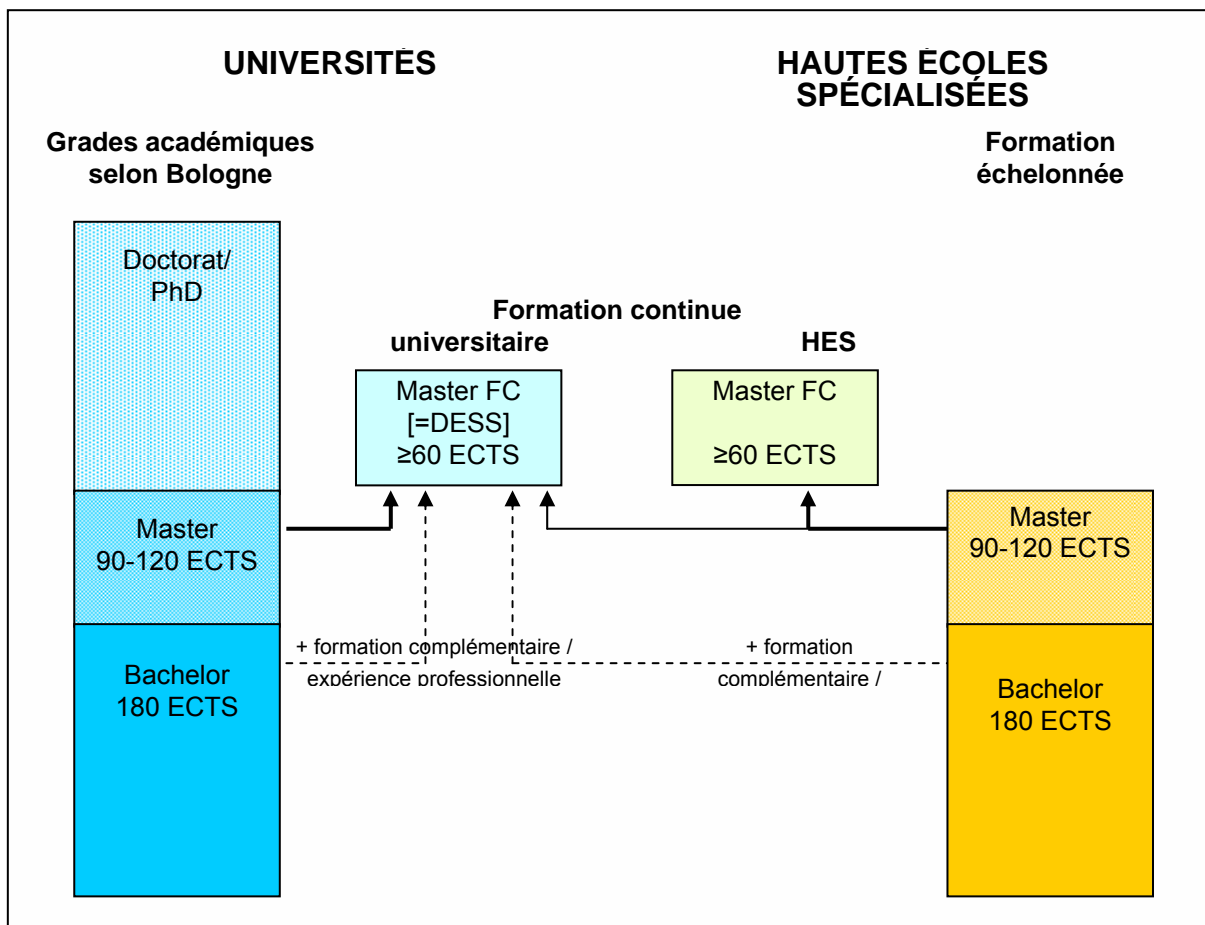 UNIVERSITÉS
HAUTES ÉCOLES
SPÉCIALISÉES
Grades académiques
selon Bologne
Formation
échelonnée
Doctorat/
PhD
Formation continue
universitaire
HES
Master FC
[=DESS]
≥60 ECTS
Master FC
≥60 ECTS
Master
90-120 ECTS
Master
90-120 ECTS
+ formation complémentaire /
expérience professionnelle
+ formation
complémentaire /
Bachelor
180 ECTS
Bachelor
180 ECTS